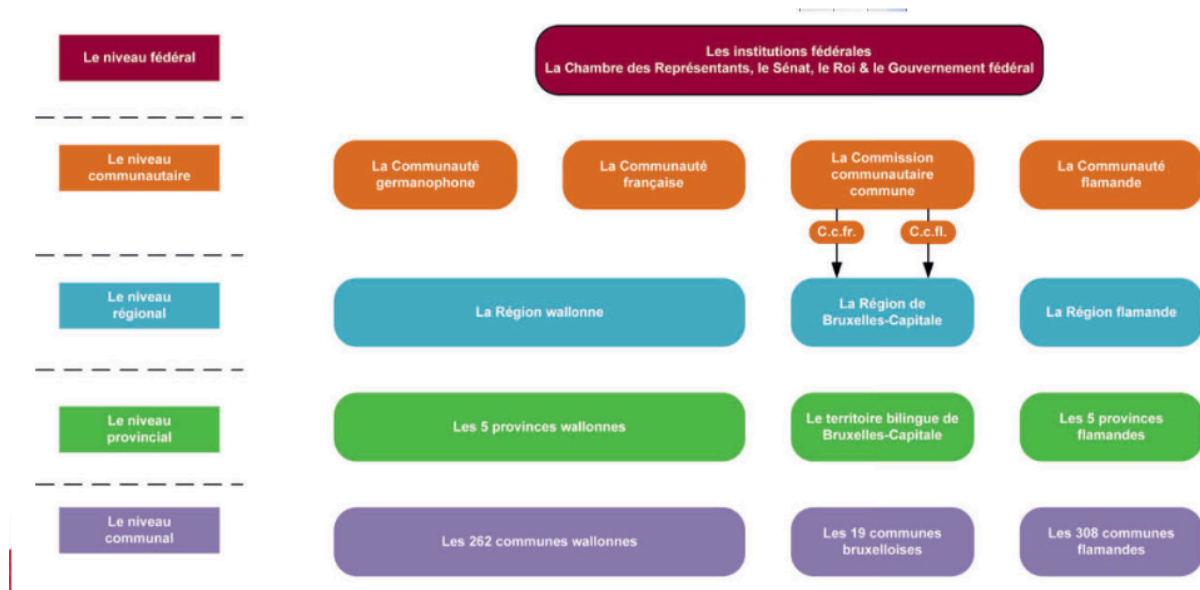 Le niveau fédéral
Les institutions fédérales
La Chambre des Représentants, le Sénat, le Roi & le Gouvernement fédéral
Le niveau
communautaire
La Communauté
germanophone
La Communauté
française
La Commission
communautaire
commune
La Communauté
flamande
C.c.fr.
C.c.fl.
Le niveau
régional
La Région wallonne
La Région de
Bruxelles-Capitale
La Région flamande
Le niveau
provincial
Les 5 provinces wallonnes
Le territoire bilingue de
Bruxelles-Capitale
Les 5 provinces
flamandes
Le niveau
communal
Les 262 communes wallonnes
Les 19 communes
bruxelloises
Les 308 communes
flamandes